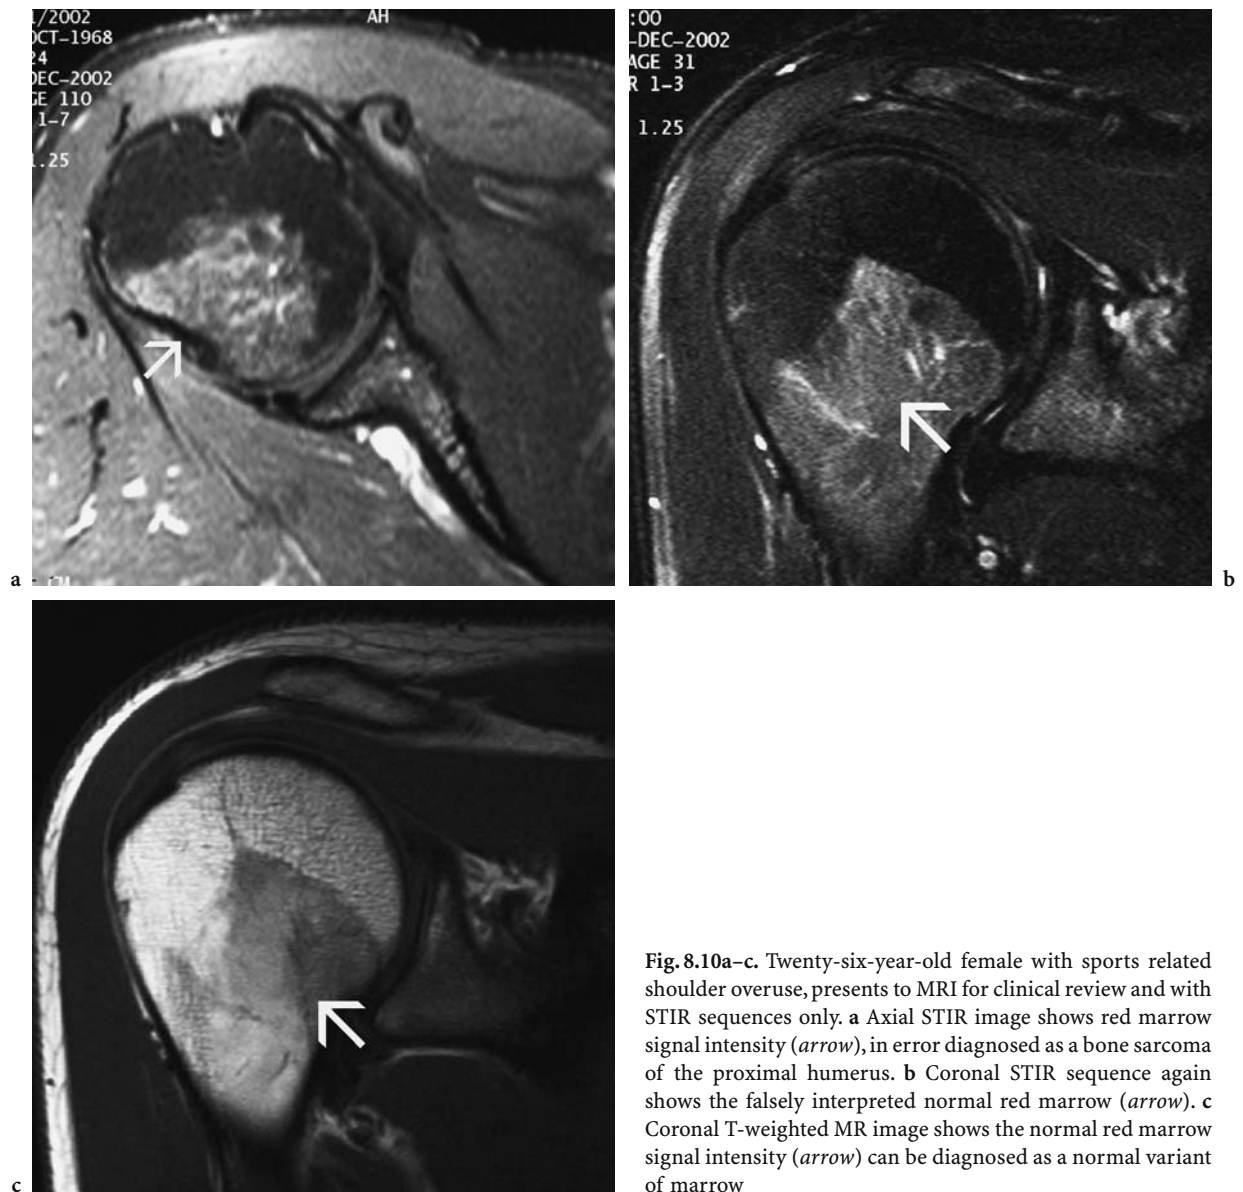 1/2002
AH
OCT-1968
24
DEC-2002
GE 110
1-7
1.25
a
:00
-DEC-2002
AGE 31
R 1-3
1.25
b
c
Fig. 8.10a–c. Twenty-six-year-old female with sports related
shoulder overuse, presents to MRI for clinical review and with
STIR sequences only. a Axial STIR image shows red marrow
signal intensity (arrow), in error diagnosed as a bone sarcoma
of the proximal humerus. b Coronal STIR sequence again
shows the falsely interpreted normal red marrow (arrow). c
Coronal T-weighted MR image shows the normal red marrow
signal intensity (arrow) can be diagnosed as a normal variant
of marrow